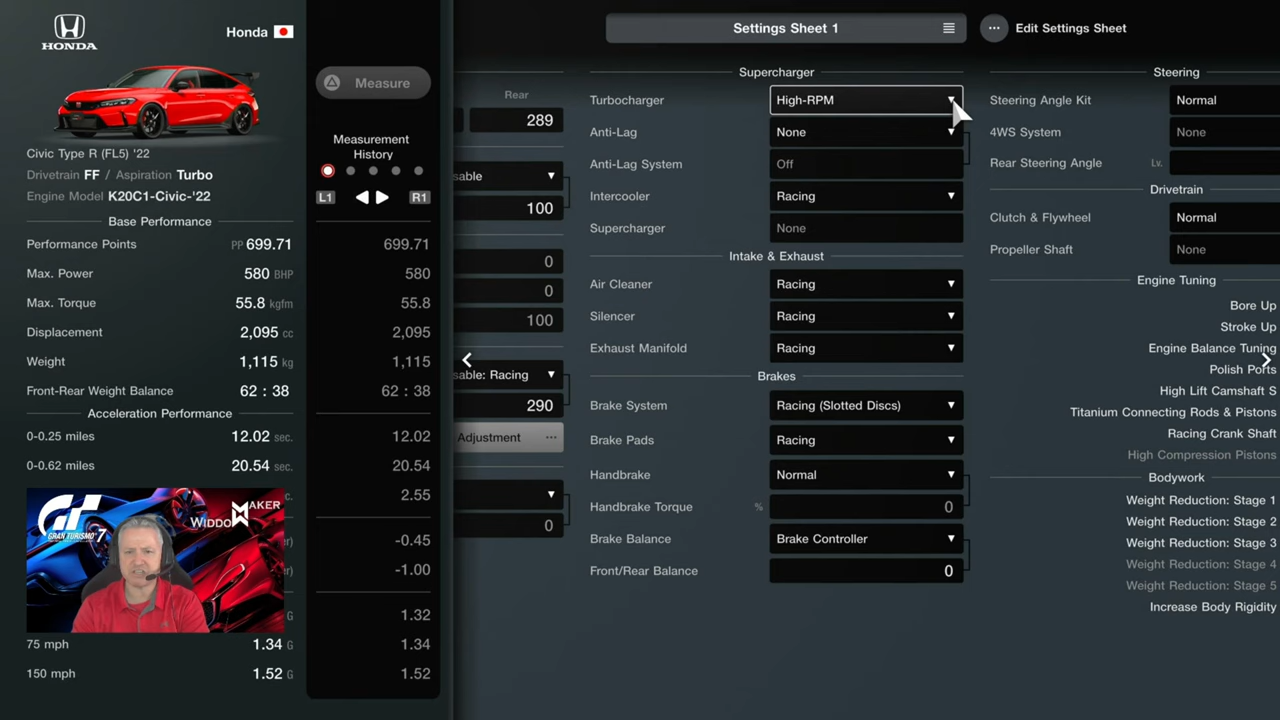 HONDA
Honda
Civic Type R (FL5) '22
Drivetrain FF / Aspiration Turbo
Engine Model K20C1-Civic-'22
Base Performance
Performance Points PP 699.71
Max. Power 580 BHP
Max. Torque 55.8 kgfm
Displacement 2,095 cc
Weight 1,115 kg
Front-Rear Weight Balance 62 : 38
Acceleration Performance
0-0.25 miles 12.02 sec.
0-0.62 miles 20.54 sec.
c.
GT
GRAN TURISMO 7
WIDDOWMAKER
G
75 mph 1.34 G
150 mph 1.52 G
Measure
Measurement
History
L1 R1
699.71
580
55.8
2,095
1,115
62 : 38
12.02
20.54
2.55
-0.45
-1.00
1.32
1.34
1.52
Settings Sheet 1
Edit Settings Sheet
Rear
289
sable
100
0
0
100
sable: Racing
290
Adjustment ...
0
Supercharger
Turbocharger High-RPM
Anti-Lag None
Anti-Lag System Off
Intercooler Racing
Supercharger None
Intake & Exhaust
Air Cleaner Racing
Silencer Racing
Exhaust Manifold Racing
Brakes
Brake System Racing (Slotted Discs)
Brake Pads Racing
Handbrake Normal
Handbrake Torque % 0
Brake Balance Brake Controller
Front/Rear Balance 0
Steering
Steering Angle Kit Normal
4WS System None
Rear Steering Angle Lv.
Drivetrain
Clutch & Flywheel Normal
Propeller Shaft None
Engine Tuning
Bore Up
Stroke Up
Engine Balance Tuning
Polish Ports
High Lift Camshaft S
Titanium Connecting Rods & Pistons
Racing Crank Shaft
High Compression Pistons
Bodywork
Weight Reduction: Stage 1
Weight Reduction: Stage 2
Weight Reduction: Stage 3
Weight Reduction: Stage 4
Weight Reduction: Stage 5
Increase Body Rigidity